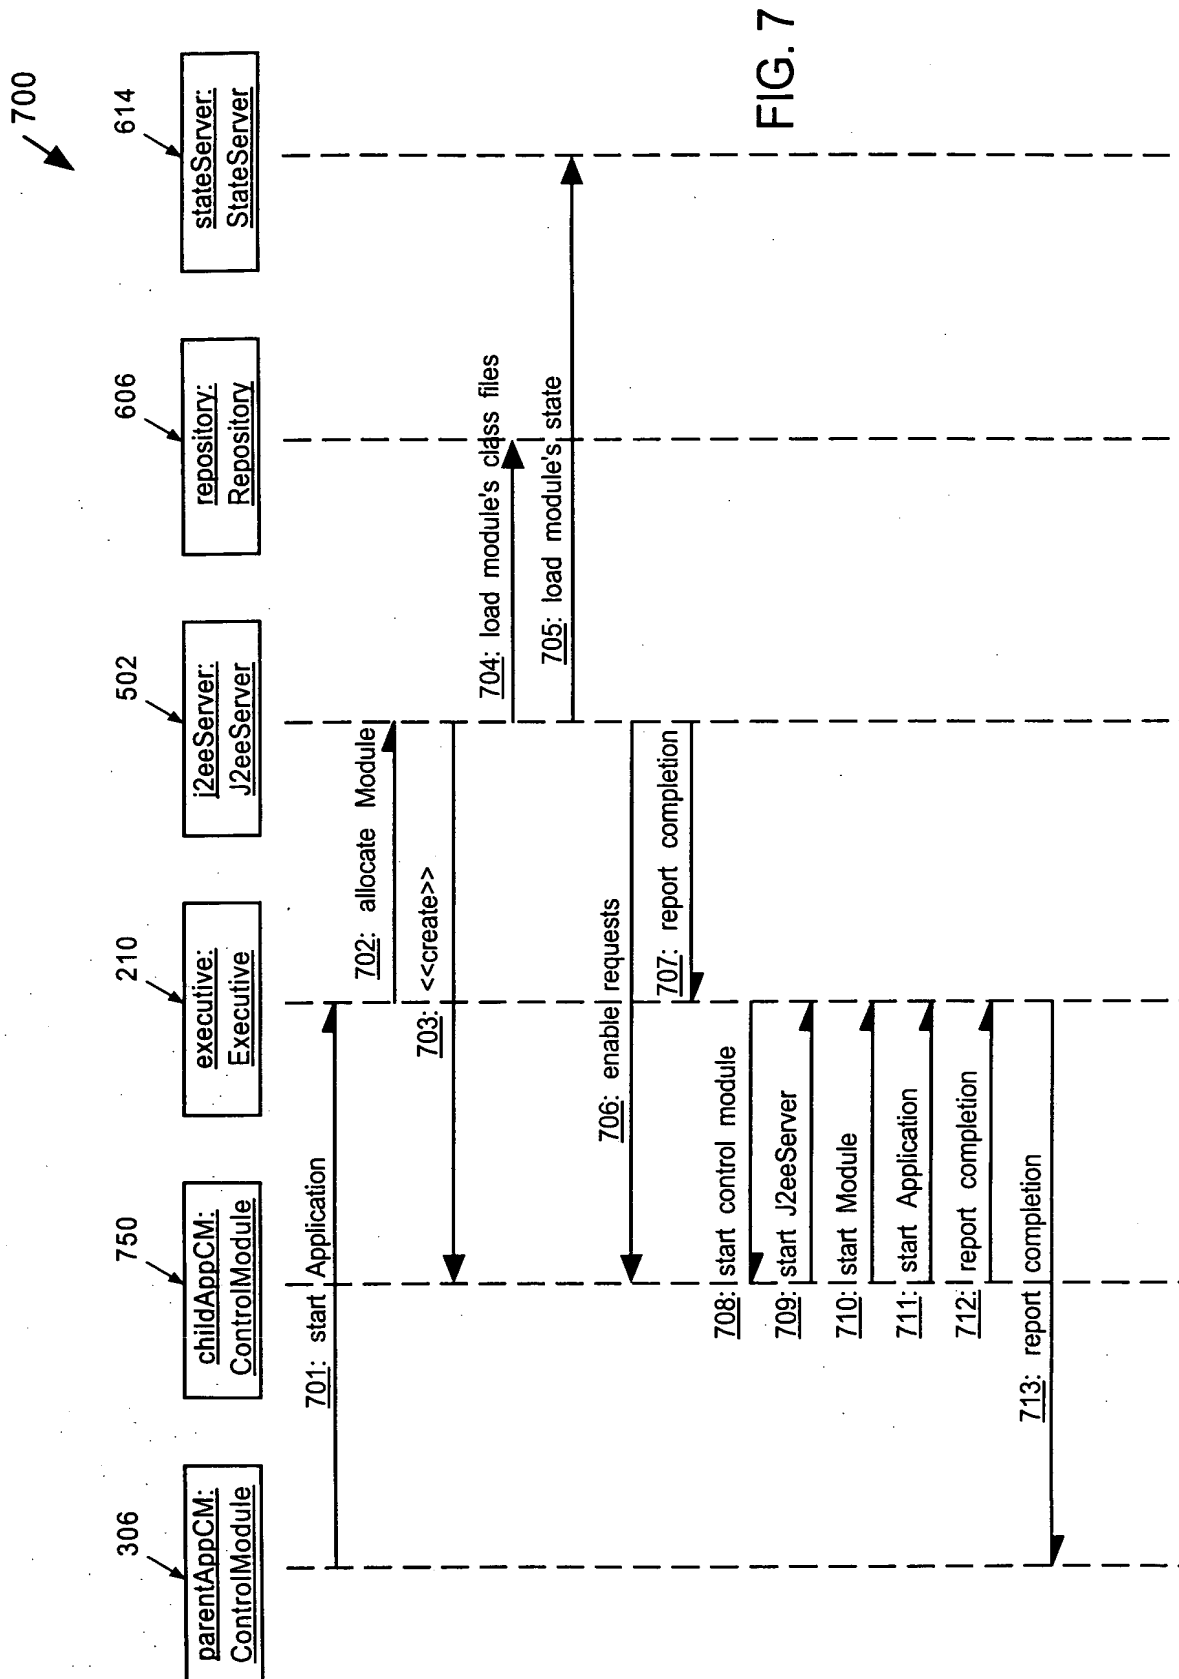 700
306
750
210
502
606
614
parentAppCM:
ControlModule
childAppCM:
ControlModule
executive:
Executive
j2eeServer:
J2eeServer
repository:
Repository
stateServer:
StateServer
701: start Application
702: allocate Module
703: <<create>>
704: load module's class files
705: load module's state
706: enable requests
707: report completion
708: start control module
709: start J2eeServer
710: start Module
711: start Application
712: report completion
713: report completion
FIG. 7